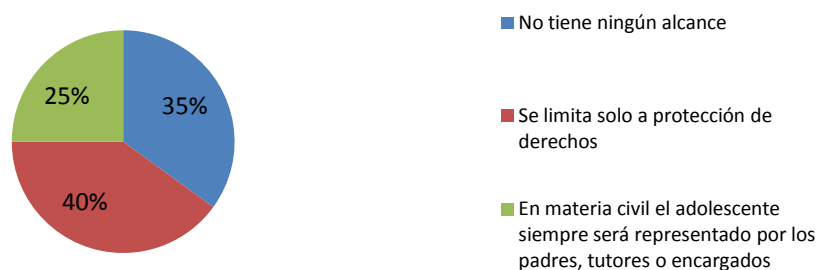 25%
35%
40%
No tiene ningún alcance
Se limita solo a protección de
derechos
En materia civil el adolescente
siempre será representado por los
padres, tutores o encargados